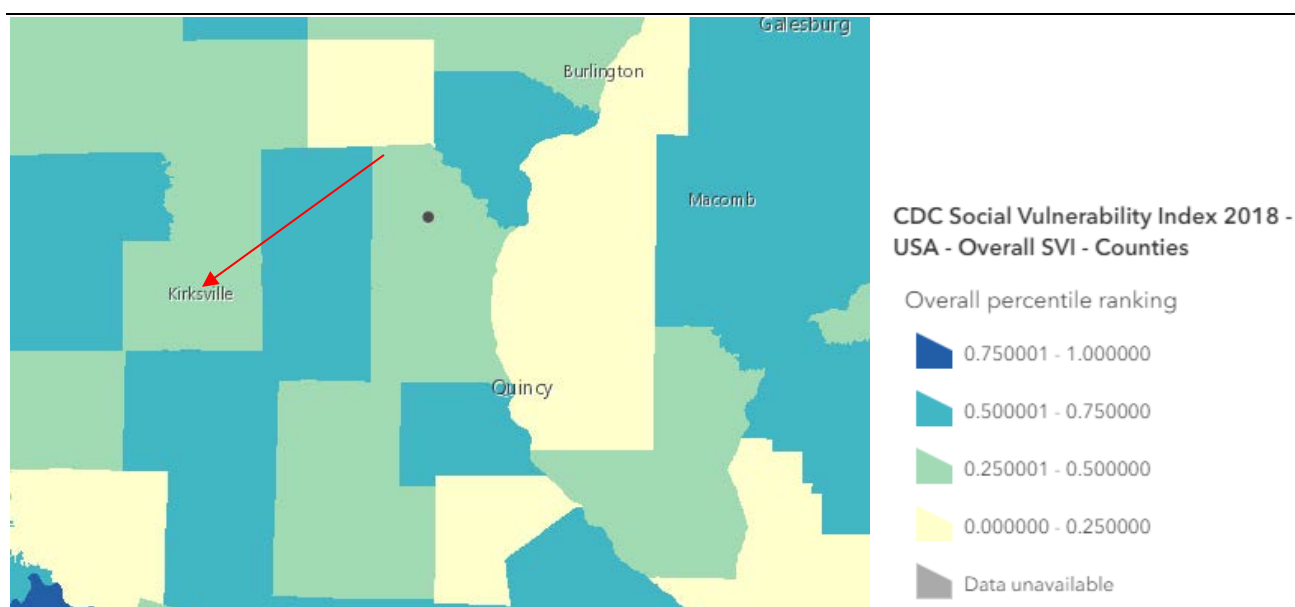 Galesburg
Burlington
Macomb
Kirksville
Quincy
CDC Social Vulnerability Index 2018 -
USA - Overall SVI - Counties
Overall percentile ranking
0.750001 - 1.000000
0.500001 - 0.750000
0.250001 - 0.500000
0.000000 - 0.250000
Data unavailable